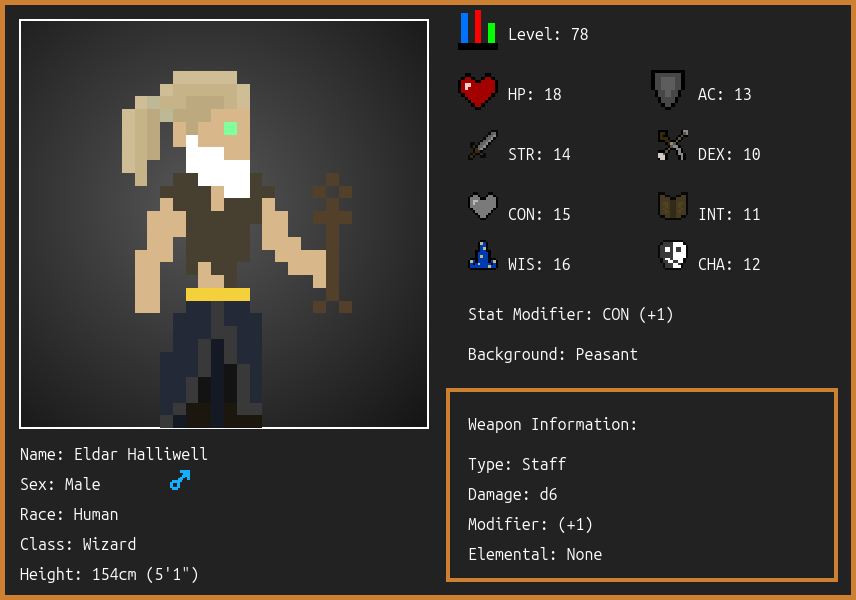 Level: 78
HP: 18
AC: 13
STR: 14
DEX: 10
CON: 15
INT: 11
WIS: 16
CHA: 12
Stat Modifier: CON (+1)
Background: Peasant
Weapon Information:
Type: Staff
Damage: d6
Modifier: (+1)
Elemental: None
Name: Eldar Halliwell
Sex: Male
Race: Human
Class: Wizard
Height: 154cm (5'1")